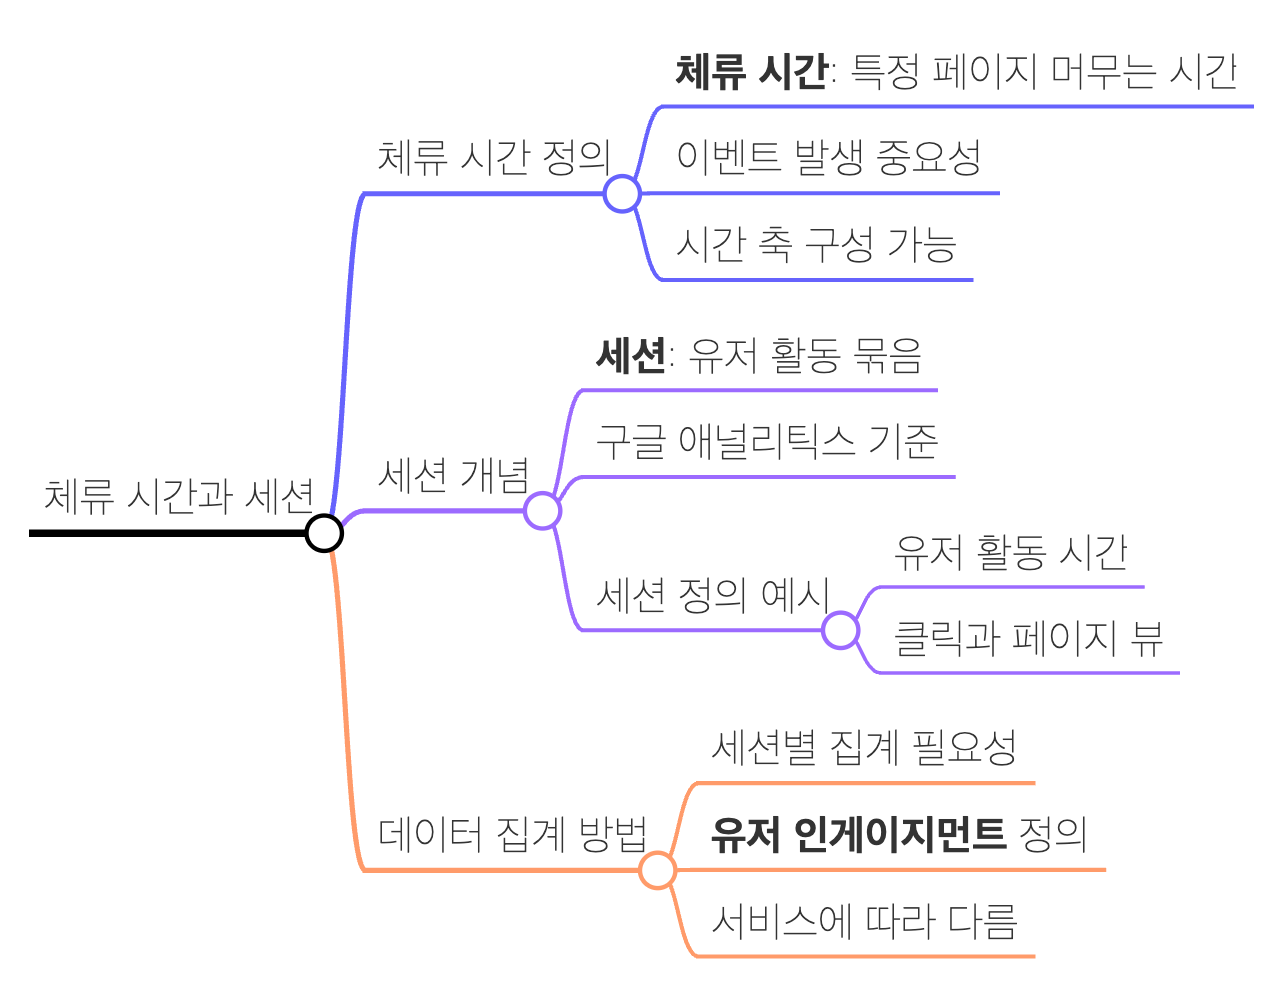 체류 시간과 세션
체류 시간 정의
체류 시간: 특정 페이지 머무는 시간
이벤트 발생 중요성
시간 축 구성 가능
세션 개념
세션: 유저 활동 묶음
구글 애널리틱스 기준
세션 정의 예시
유저 활동 시간
클릭과 페이지 뷰
데이터 집계 방법
세션별 집계 필요성
유저 인게이지먼트 정의
서비스에 따라 다름